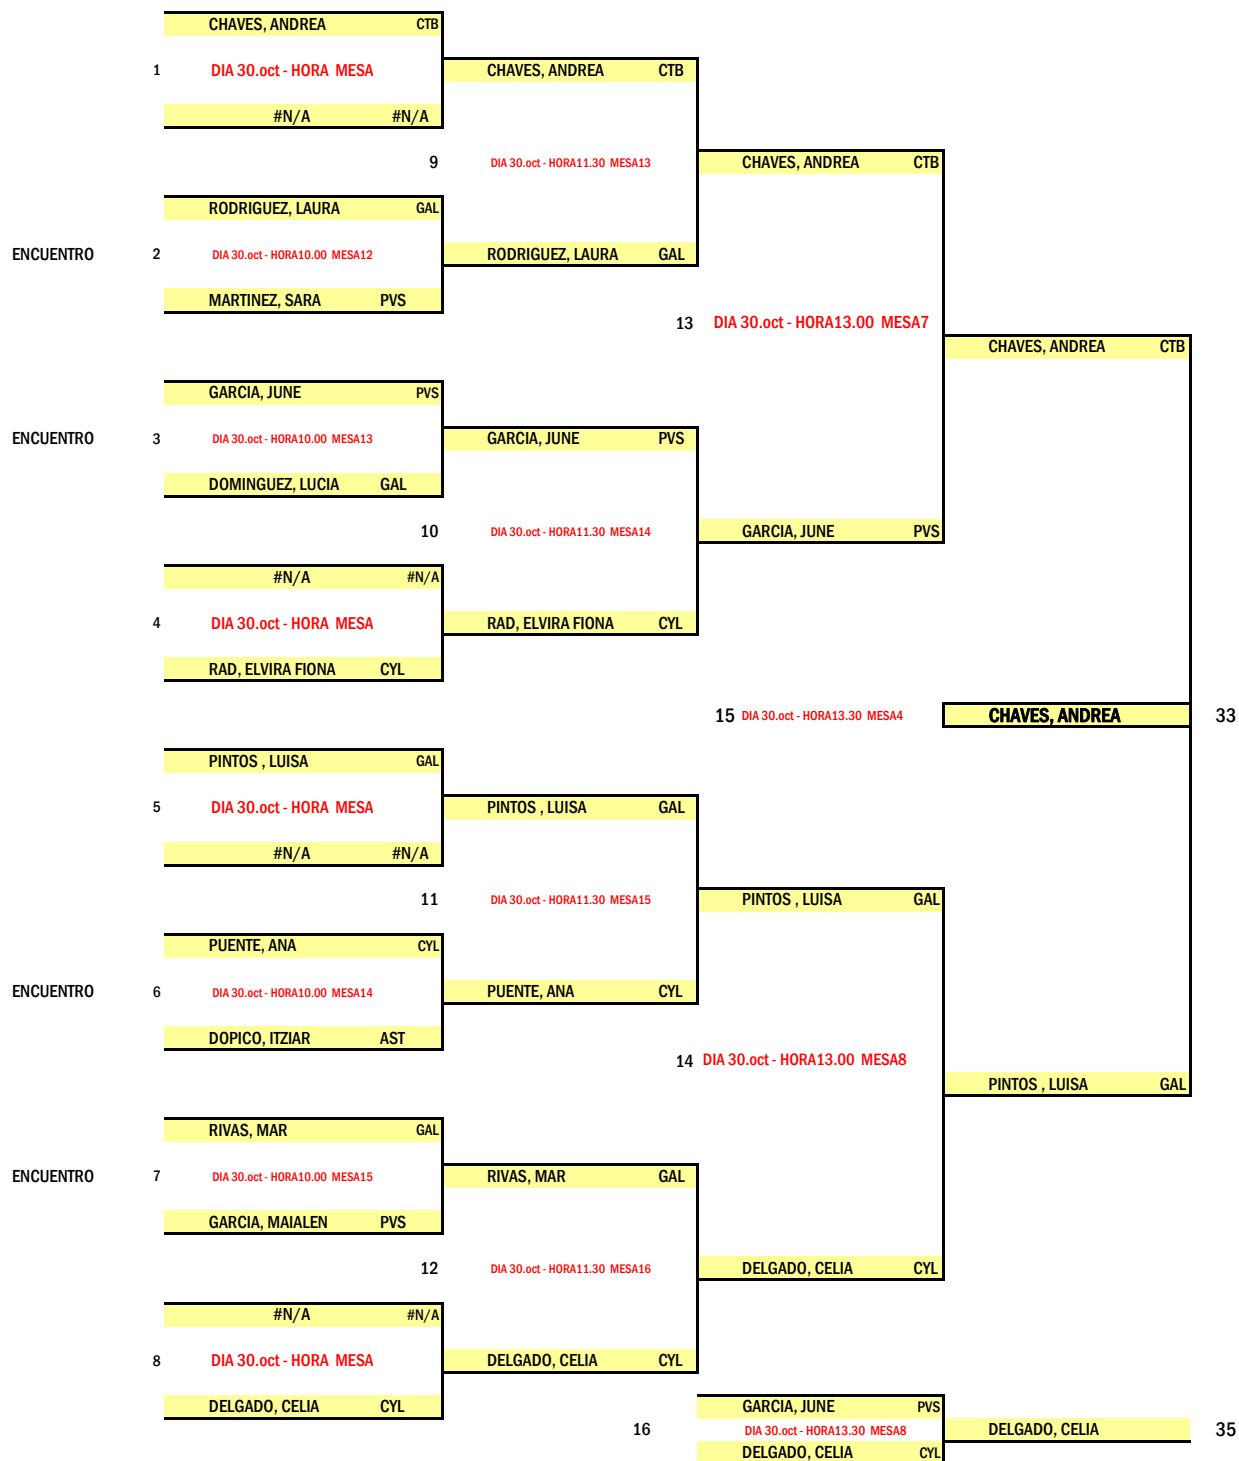 CHAVES, ANDREA CTB
1 DIA 30.oct - HORA MESA CHAVES, ANDREA CTB
#N/A #N/A
9 DIA 30.oct - HORA11.30 MESA13 CHAVES, ANDREA CTB
RODRIGUEZ, LAURA GAL
ENCUENTRO 2 DIA 30.oct - HORA10.00 MESA12 RODRIGUEZ, LAURA GAL
MARTINEZ, SARA PVS
13 DIA 30.oct - HORA13.00 MESA7
CHAVES, ANDREA CTB
GARCIA, JUNE PVS
ENCUENTRO 3 DIA 30.oct - HORA10.00 MESA13 GARCIA, JUNE PVS
DOMINGUEZ, LUCIA GAL
10 DIA 30.oct - HORA11.30 MESA14 GARCIA, JUNE PVS
#N/A #N/A
4 DIA 30.oct - HORA MESA RAD, ELVIRA FIONA CYL
RAD, ELVIRA FIONA CYL
15 DIA 30.oct - HORA13.30 MESA4 CHAVES, ANDREA 33
PINTOS , LUISA GAL
5 DIA 30.oct - HORA MESA PINTOS , LUISA GAL
#N/A #N/A
11 DIA 30.oct - HORA11.30 MESA15 PINTOS , LUISA GAL
PUENTE, ANA CYL
ENCUENTRO 6 DIA 30.oct - HORA10.00 MESA14 PUENTE, ANA CYL
DOPICO, ITZIAR AST
14 DIA 30.oct - HORA13.00 MESA8
PINTOS , LUISA GAL
RIVAS, MAR GAL
ENCUENTRO 7 DIA 30.oct - HORA10.00 MESA15 RIVAS, MAR GAL
GARCIA, MAIALEN PVS
12 DIA 30.oct - HORA11.30 MESA16 DELGADO, CELIA CYL
#N/A #N/A
8 DIA 30.oct - HORA MESA DELGADO, CELIA CYL
DELGADO, CELIA CYL GARCIA, JUNE PVS
16 DIA 30.oct - HORA13.30 MESA8 DELGADO, CELIA 35
DELGADO, CELIA CYL